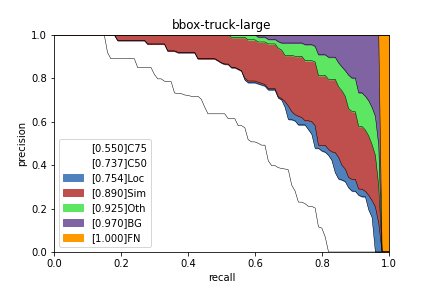 bbox-truck-large
1.0
0.8
0.6
0.4
0.2
0.0
precision
[0.550]C75
[0.737]C50
[0.754]Loc
[0.890]Sim
[0.925]Oth
[0.970]BG
[1.000]FN
0.0 0.2 0.4 0.6 0.8 1.0
recall